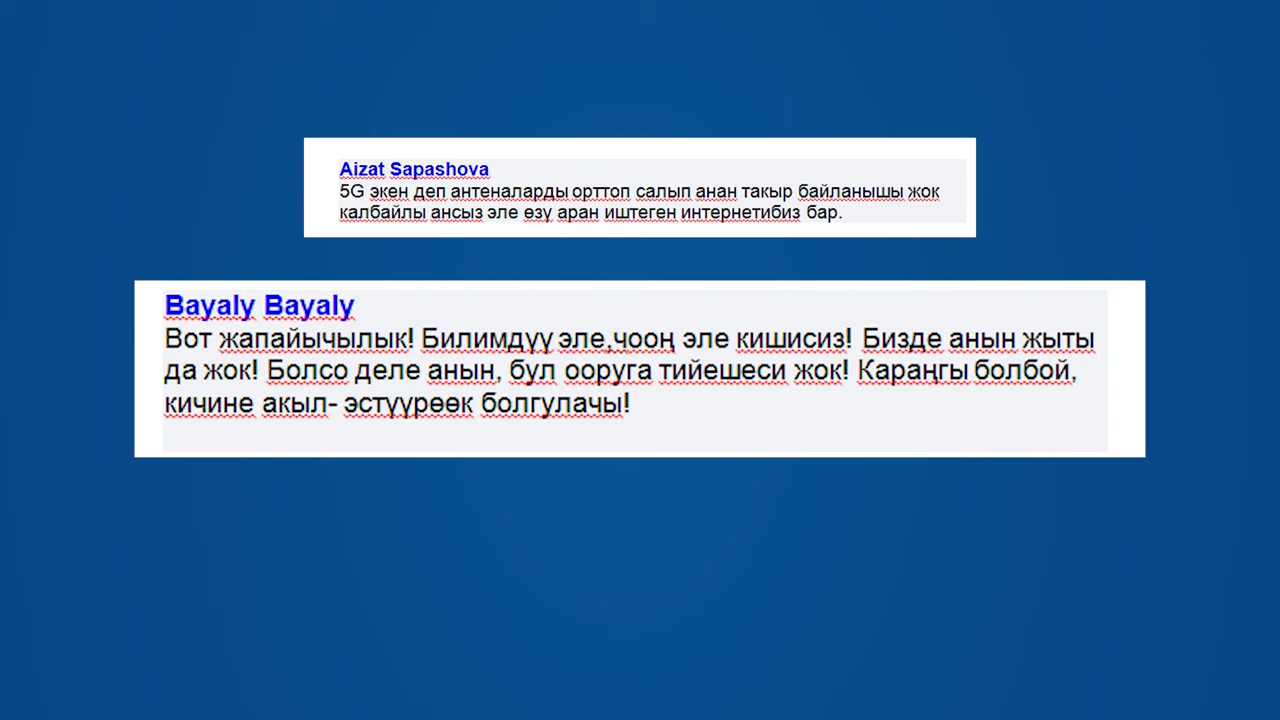 Aizat Sapashova
5G экен деп антеналарды орттоп салып анан такыр байланышы жок
калбайлы ансыз эле өзү аран иштеген интернетибиз бар.
Bayaly Bayaly
Вот жапайычылык! Билимдүү эле,чооң эле кишисиз! Бизде анын жыты
да жок! Болсо деле анын, бул ооруга тийешеси жок! Караңгы болбой,
кичине акыл- эстүүрөөк болгулачы!